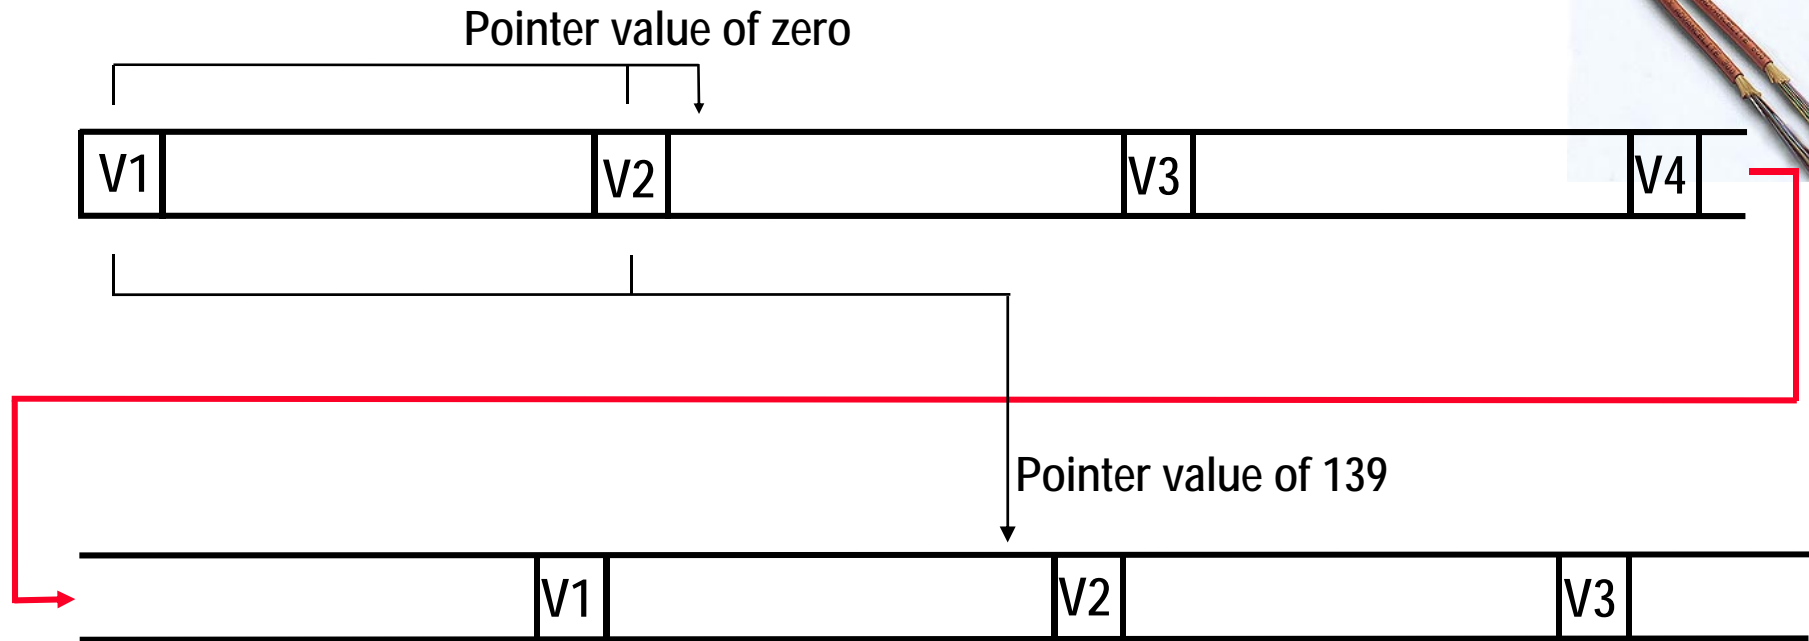 Pointer value of zero
V1 V2 V3 V4
Pointer value of 139
V1 V2 V3